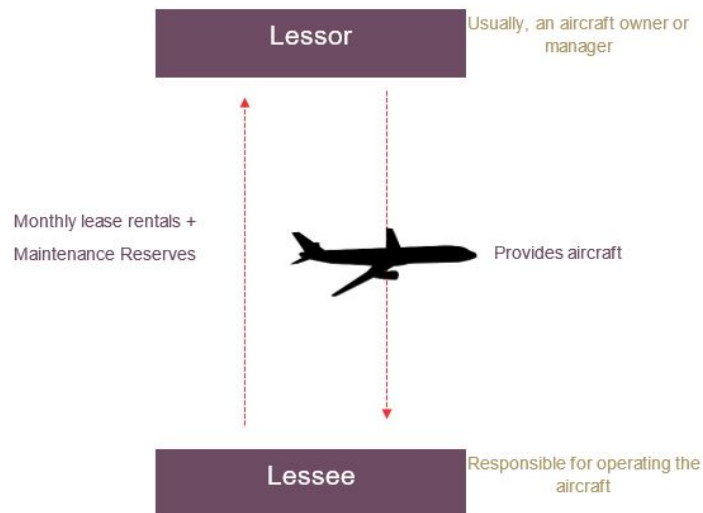 Lessor
Usually, an aircraft owner or
manager
Monthly lease rentals +
Maintenance Reserves
Provides aircraft
Lessee
Responsible for operating the
aircraft